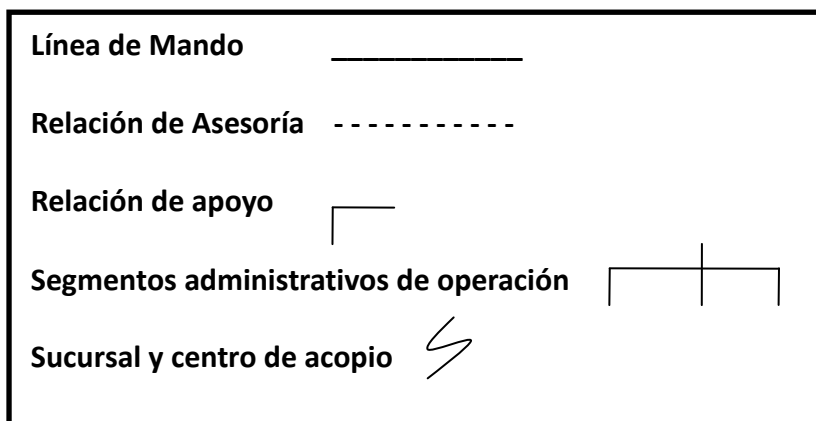 Línea de Mando
Relación de Asesoría
Relación de apoyo
Segmentos administrativos de operación
Sucursal y centro de acopio